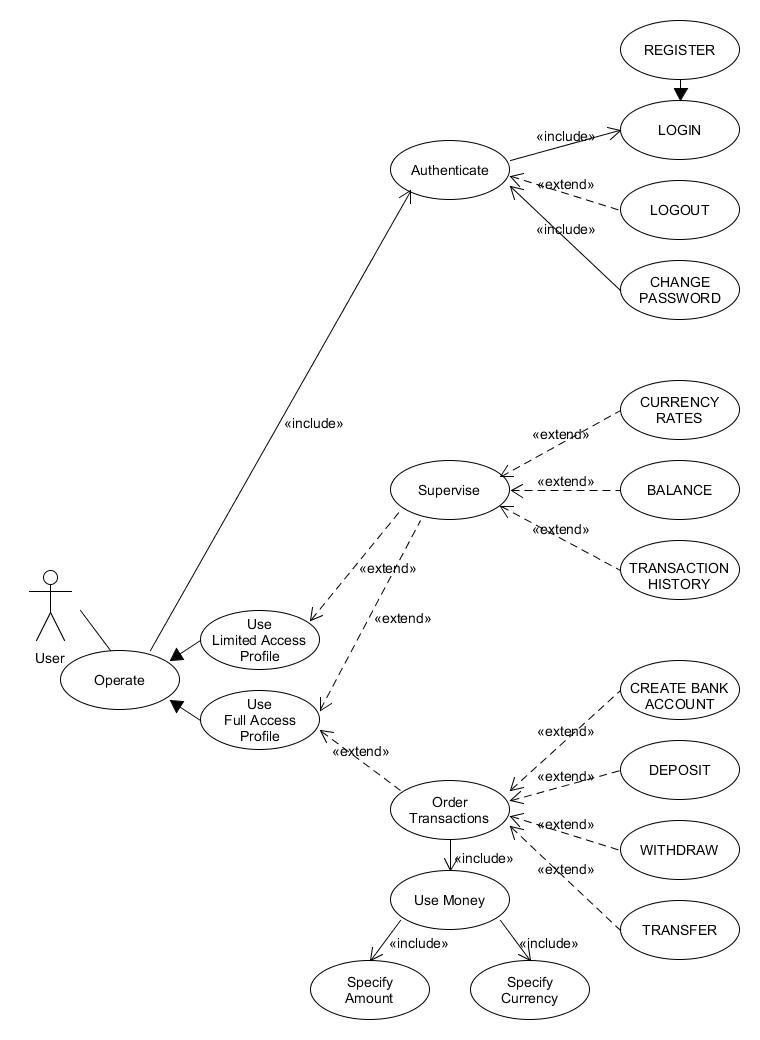 REGISTER
«include»
LOGIN
Authenticate
«extend»
LOGOUT
«include»
CHANGE
PASSWORD
«include»
CURRENCY
RATES
«extend»
Supervise
«extend»
BALANCE
«extend»
TRANSACTION
HISTORY
«extend»
«extend»
User
Use
Limited Access
Profile
Operate
Use
Full Access
Profile
«extend»
CREATE BANK
ACCOUNT
«extend»
«extend»
DEPOSIT
Order
Transactions
«extend»
WITHDRAW
«extend»
«include»
Use Money
TRANSFER
«include»
«include»
Specify
Amount
Specify
Currency